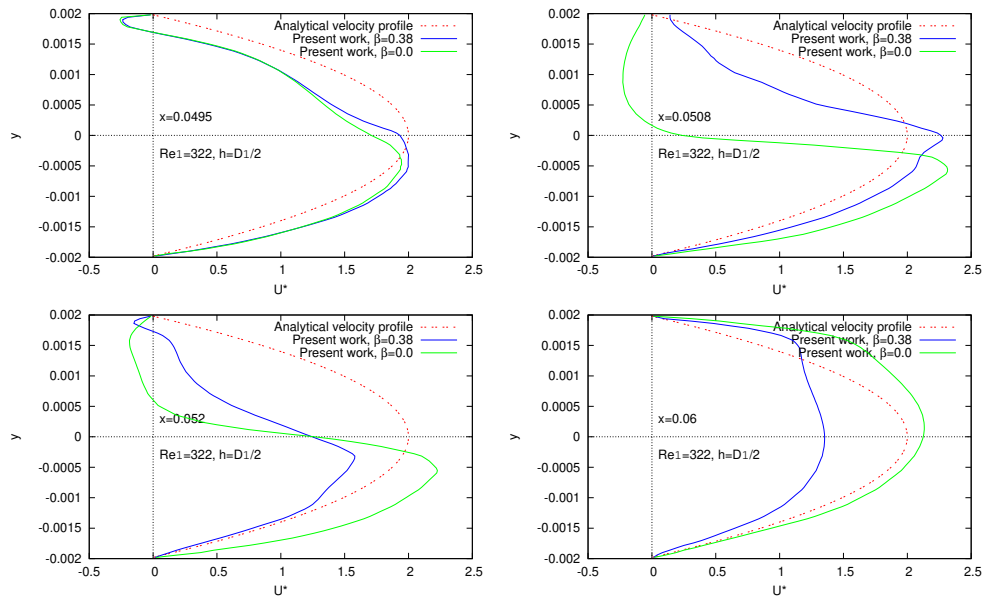 0.002
0.0015
0.001
0.0005
0
-0.0005
-0.001
-0.0015
-0.002
y
Analytical velocity profile
Present work, β=0.38
Present work, β=0.0
x=0.0495
Re1=322, h=D1/2
-0.5 0 0.5 1 1.5 2 2.5
U*
0.002
0.0015
0.001
0.0005
0
-0.0005
-0.001
-0.0015
-0.002
y
Analytical velocity profile
Present work, β=0.38
Present work, β=0.0
x=0.0508
Re1=322, h=D1/2
-0.5 0 0.5 1 1.5 2 2.5
U*
0.002
0.0015
0.001
0.0005
0
-0.0005
-0.001
-0.0015
-0.002
y
Analytical velocity profile
Present work, β=0.38
Present work, β=0.0
x=0.052
Re1=322, h=D1/2
-0.5 0 0.5 1 1.5 2 2.5
U*
0.002
0.0015
0.001
0.0005
0
-0.0005
-0.001
-0.0015
-0.002
y
Analytical velocity profile
Present work, β=0.38
Present work, β=0.0
x=0.06
Re1=322, h=D1/2
-0.5 0 0.5 1 1.5 2 2.5
U*